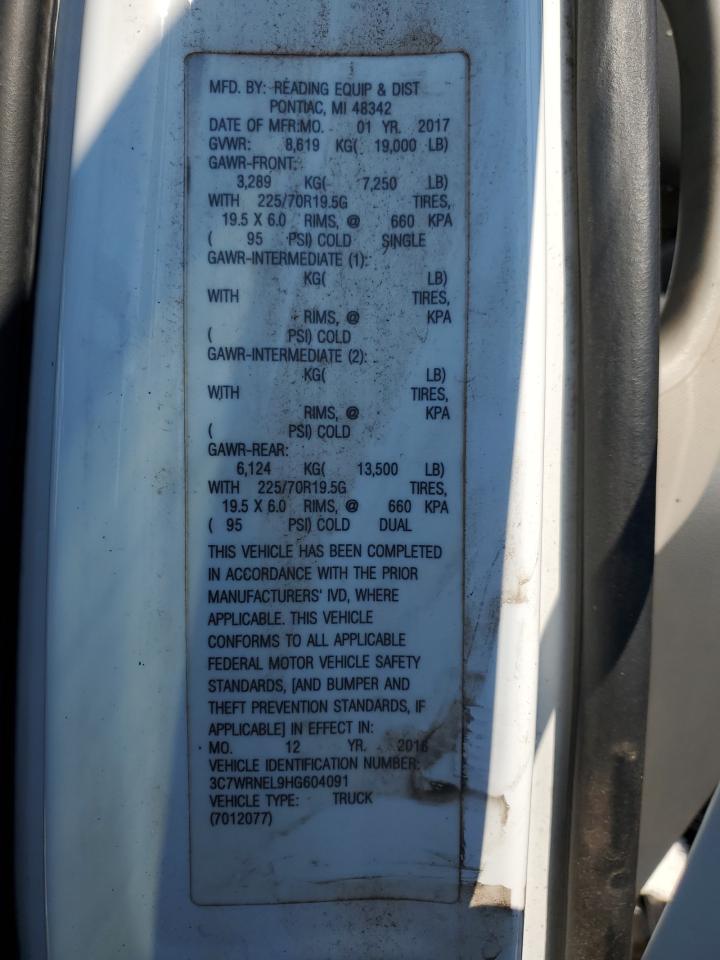 MFD. BY: READING EQUIP & DIST
PONTIAC, MI 48342
DATE OF MFR:MO. 01 YR. 2017
GVWR: 8,619 KG( 19,000 LB)
GAWR-FRONT:
3,289 KG( 7,250 LB)
WITH 225/70R19.5G TIRES,
19.5 X 6.0 RIMS, @ 660 KPA
( 95 PSI) COLD SINGLE
GAWR-INTERMEDIATE (1):
KG( LB)
WITH TIRES,
RIMS, @ KPA
( PSI) COLD
GAWR-INTERMEDIATE (2):
KG( LB)
WITH TIRES,
RIMS, @ KPA
( PSI) COLD
GAWR-REAR:
6,124 KG( 13,500 LB)
WITH 225/70R19.5G TIRES,
19.5 X 6.0 RIMS, @ 660 KPA
( 95 PSI) COLD DUAL
THIS VEHICLE HAS BEEN COMPLETED
IN ACCORDANCE WITH THE PRIOR
MANUFACTURERS' IVD, WHERE
APPLICABLE. THIS VEHICLE
CONFORMS TO ALL APPLICABLE
FEDERAL MOTOR VEHICLE SAFETY
STANDARDS, [AND BUMPER AND
THEFT PREVENTION STANDARDS, IF
APPLICABLE] IN EFFECT IN:
MO. 12 YR. 2016
VEHICLE IDENTIFICATION NUMBER:
3C7WRNEL9HG604091
VEHICLE TYPE: TRUCK
(7012077)